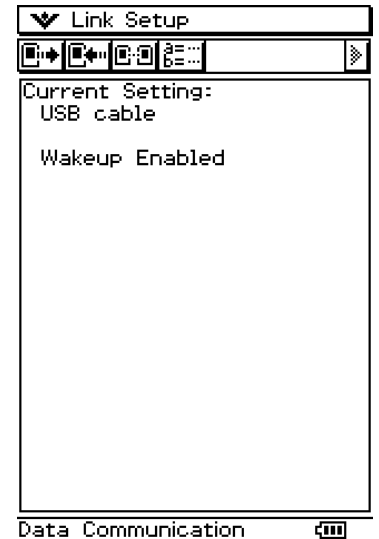 Link Setup
Current Setting:
USB cable
Wakeup Enabled
Data Communication